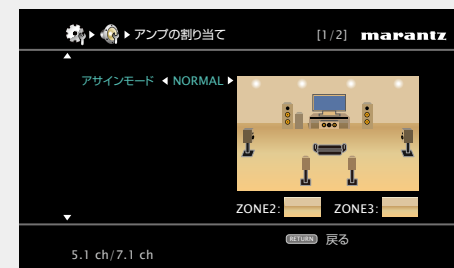 アンプの割り当て [1/2] marantz
アサインモード NORMAL
ZONE2: ZONE3:
RETURN 戻る
5.1 ch/7.1 ch